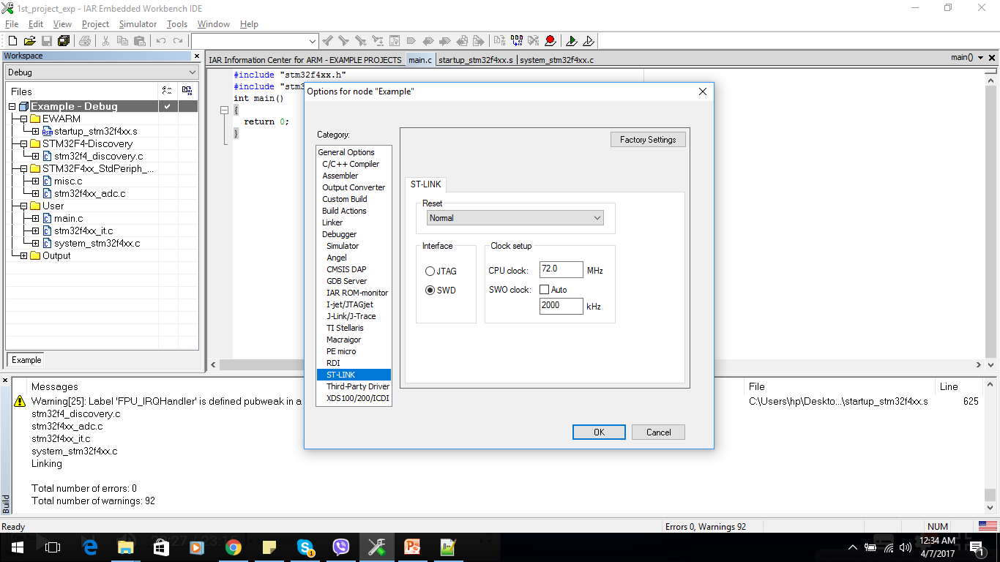 1st_project_exp - IAR Embedded Workbench IDE
File Edit View Project Simulator Tools Window Help
Workspace
Debug
Files
Example - Debug
EWARM
Asm startup_stm32f4xx.s
STM32F4-Discovery
c stm32f4_discovery.c
STM32F4xx_StdPeriph_...
c misc.c
c stm32f4xx_adc.c
User
c main.c
c stm32f4xx_it.c
c system_stm32f4xx.c
Output
Example
IAR Information Center for ARM - EXAMPLE PROJECTS main.c startup_stm32f4xx.s system_stm32f4xx.c main()
#include "stm32f4xx.h"
#include "stm3
int main()
{
return 0;
}
Options for node "Example"
Category:
General Options
C/C++ Compiler
Assembler
Output Converter
Custom Build
Build Actions
Linker
Debugger
Simulator
Angel
CMSIS DAP
GDB Server
IAR ROM-monitor
I-jet/JTAGjet
J-Link/J-Trace
TI Stellaris
Macraigor
PE micro
RDI
ST-LINK
Third-Party Driver
XDS100/200/ICDI
Factory Settings
ST-LINK
Reset
Normal
Interface
JTAG
SWD
Clock setup
CPU clock: 72.0 MHz
SWO clock: Auto
2000 kHz
OK Cancel
Messages File Line
Warning[25]: Label 'FPU_IRQHandler' is defined pubweak in a C:\Users\hp\Deskto...\startup_stm32f4xx.s 625
stm32f4_discovery.c
stm32f4xx_adc.c
stm32f4xx_it.c
system_stm32f4xx.c
Linking
Total number of errors: 0
Total number of warnings: 92
Build
Ready Errors 0, Warnings 92 NUM
12:34 AM
4/7/2017